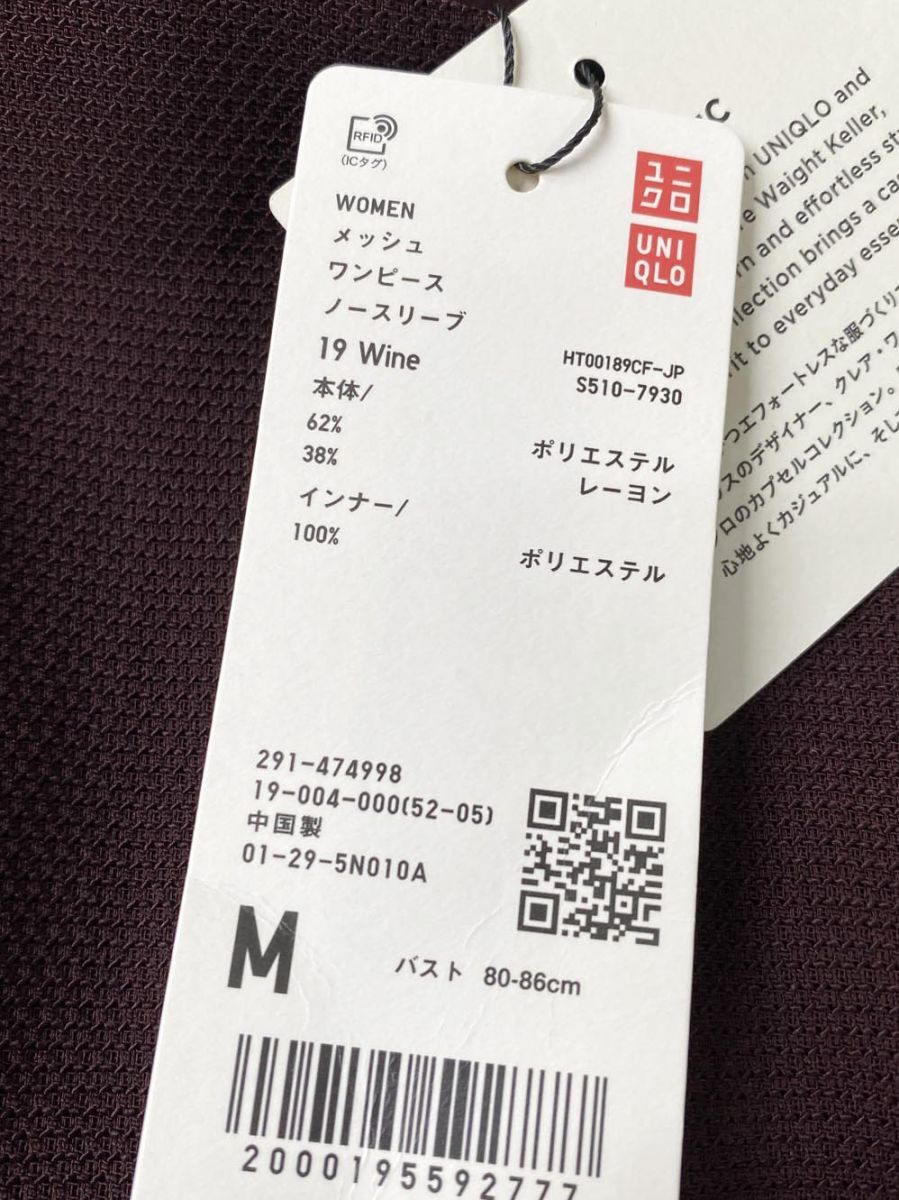 RFID
(ICタグ)
WOMEN
メッシュ
ワンピース
ノースリーブ
19 Wine
本体/
62% ポリエステル
38% レーヨン
インナー/
100% ポリエステル
ユニ
クロ
UNI
QLO
HT00189CF-JP
S510-7930
291-474998
19-004-000(52-05)
中国製
01-29-5N010A
M
バスト 80-86cm
2000195592777
UNIQLO and
Waight Keller,
and effortless
brings a
it to everyday
つエフォートレスな服づくり
スのデザイナー、クレア・ワ
ロのカプセルコレクション。
心地よくカジュアルに、そし